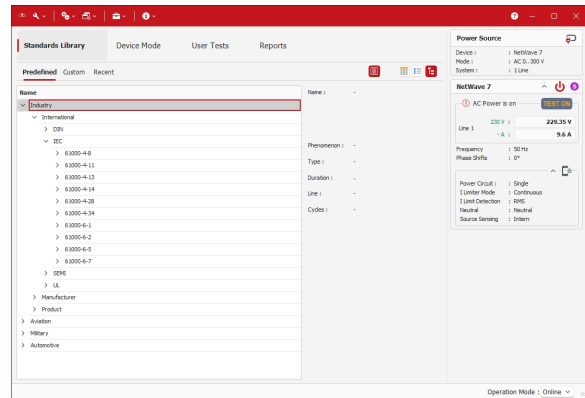 Standards Library
Device Mode
User Tests
Reports
Predefined
Custom
Recent
Name
Industry
International
DIN
IEC
61000-4-8
61000-4-11
61000-4-13
61000-4-14
61000-4-28
61000-4-34
61000-6-1
61000-6-2
61000-6-5
61000-6-7
SEMI
UL
Manufacturer
Product
Aviation
Military
Automotive
Name : -
Phenomenon : -
Type : -
Duration : -
Line : -
Cycles : -
Power Source
Device : : NetWave 7
Mode : : AC 0...300 V
System : : 1 Line
NetWave 7
AC Power is on
TEST ON
Line 1
230 V : 229.35 V
- A : 9.6 A
Frequency : 50 Hz
Phase Shifts : 0°
Power Circuit : : Single
I Limiter Mode : Continuous
I Limit Detection : RMS
Neutral : Neutral
Source Sensing : Intern
Operation Mode : Online